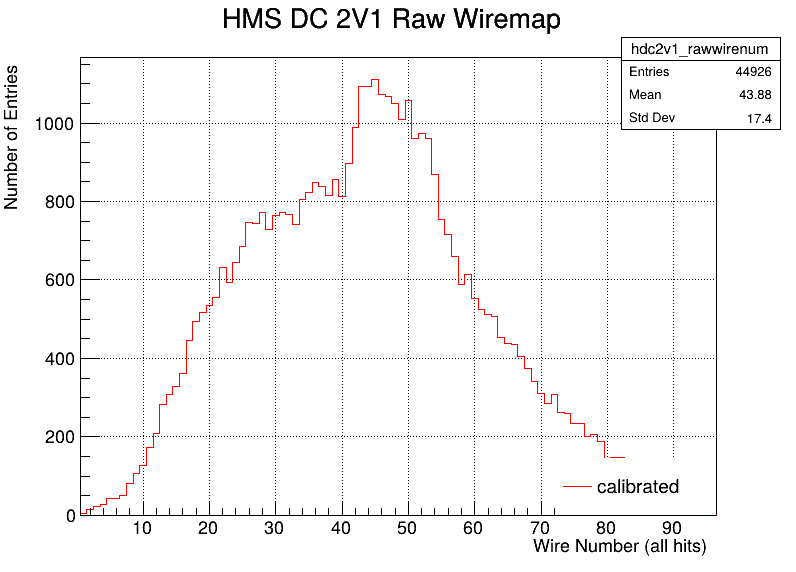 HMS DC 2V1 Raw Wiremap
hdc2v1_rawwirenum
Entries 44926
Mean 43.88
Std Dev 17.4
Number of Entries
1000
800
600
400
200
0
calibrated
10 20 30 40 50 60 70 80 90
Wire Number (all hits)